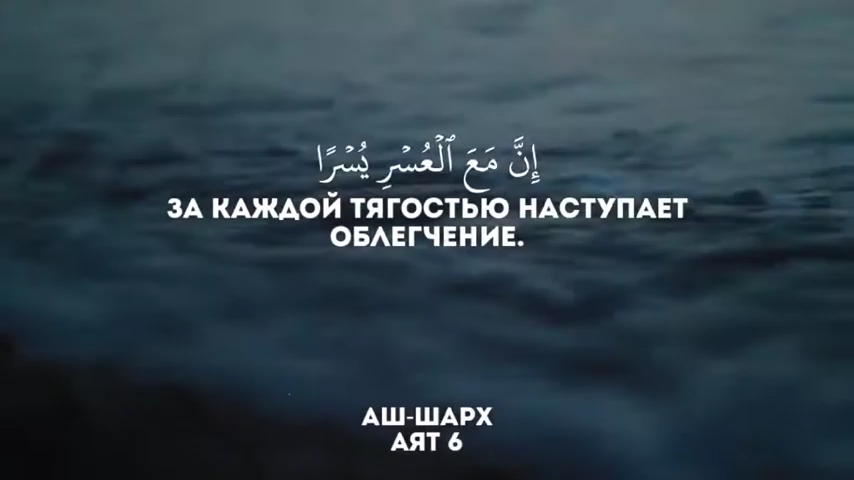 إِنَّ مَعَ ٱلْعُسْرِ يُسْرًا
ЗА КАЖДОЙ ТЯГОСТЬЮ НАСТУПАЕТ
ОБЛЕГЧЕНИЕ.
АШ-ШАРХ
АЯТ 6